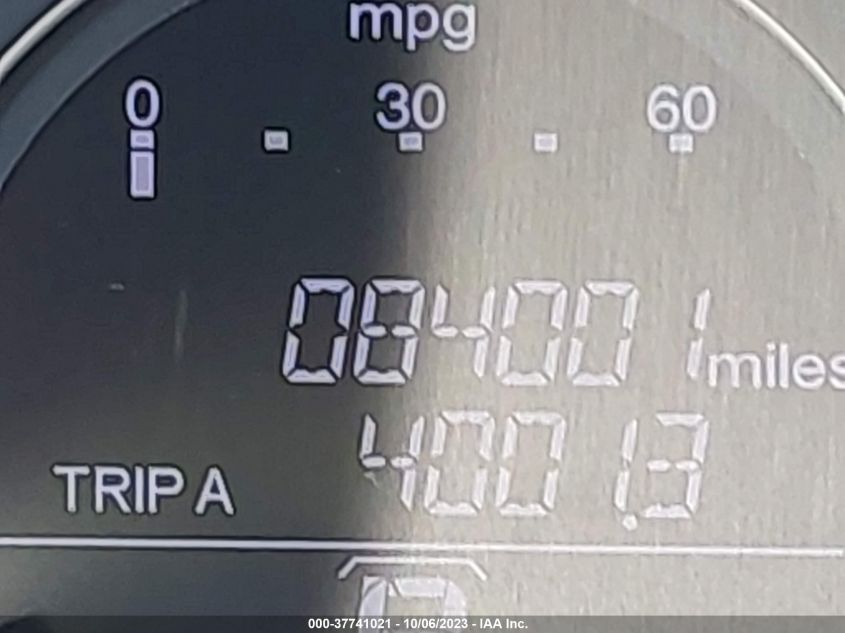 mpg
0 30 60
084001 miles
TRIP A 4001.3
000-37741021 - 10/06/2023 - IAA Inc.